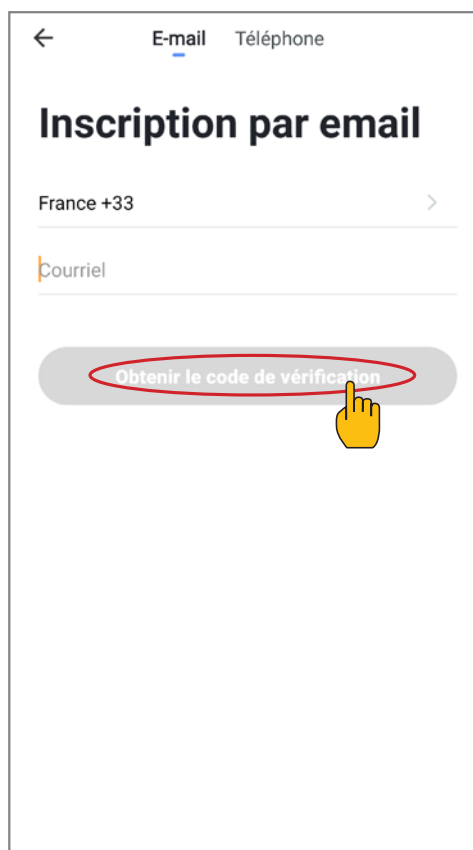 E-mail Téléphone
Inscription par email
France +33
Courriel
Obtenir le code de vérification